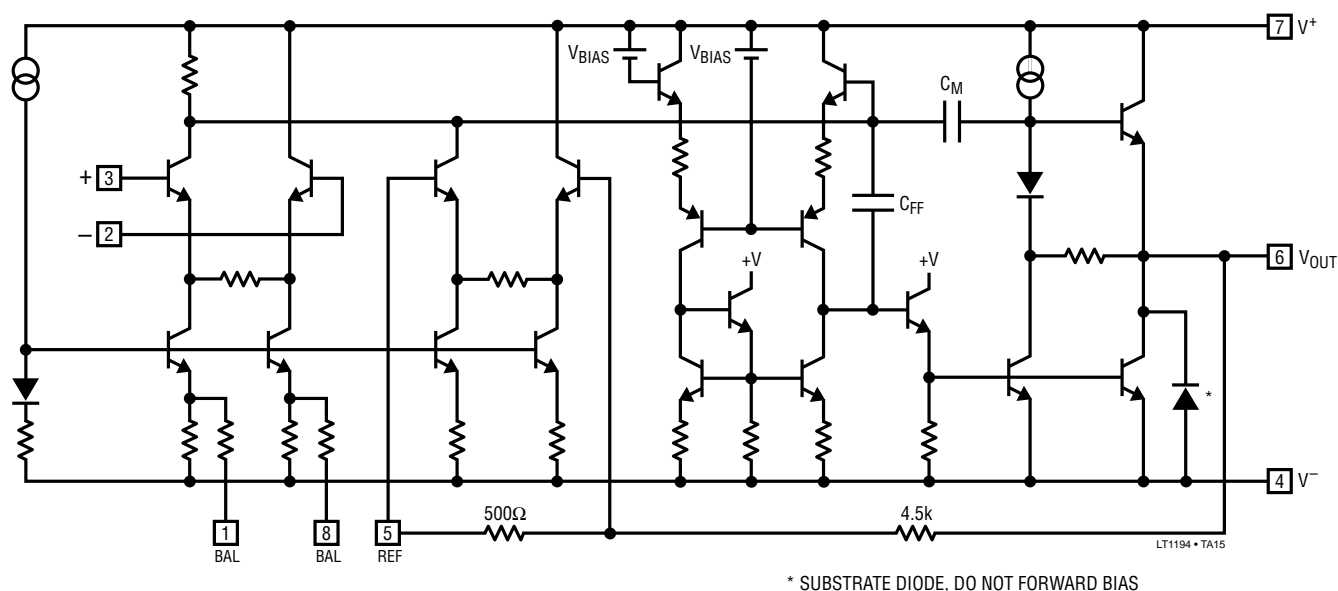 7 V+
VBIAS
VBIAS
CM
+ 3
CFF
– 2
+V
+V
6 VOUT
*
4 V–
500Ω
4.5k
1
8
5
BAL
BAL
REF
LT1194 • TA15
* SUBSTRATE DIODE, DO NOT FORWARD BIAS